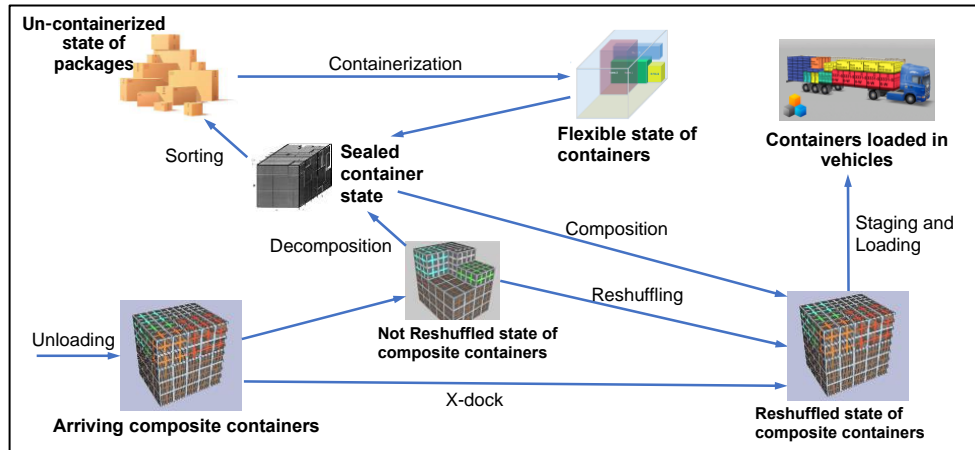 Un-containerized
state of
packages
Containerization
Flexible state of
containers
Containers loaded in
vehicles
Sorting
Sealed
container
state
Decomposition
Composition
Staging and
Loading
Reshuffling
Unloading
Not Reshuffled state of
composite containers
X-dock
Arriving composite containers
Reshuffled state of
composite containers